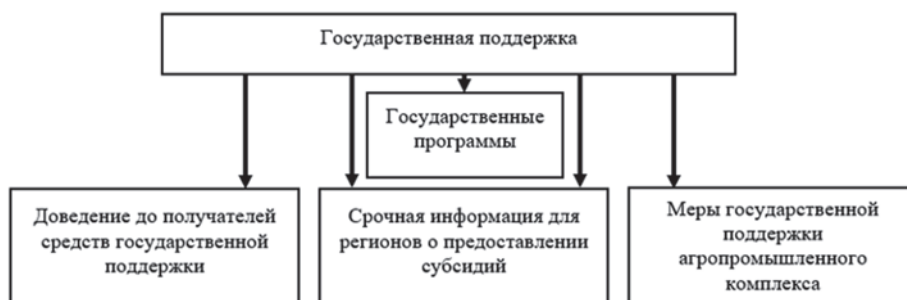 Государственная поддержка
Государственные
программы
Доведение до получателей
средств государственной
поддержки
Срочная информация для
регионов о предоставлении
субсидий
Меры государственной
поддержки
агропромышленного
комплекса